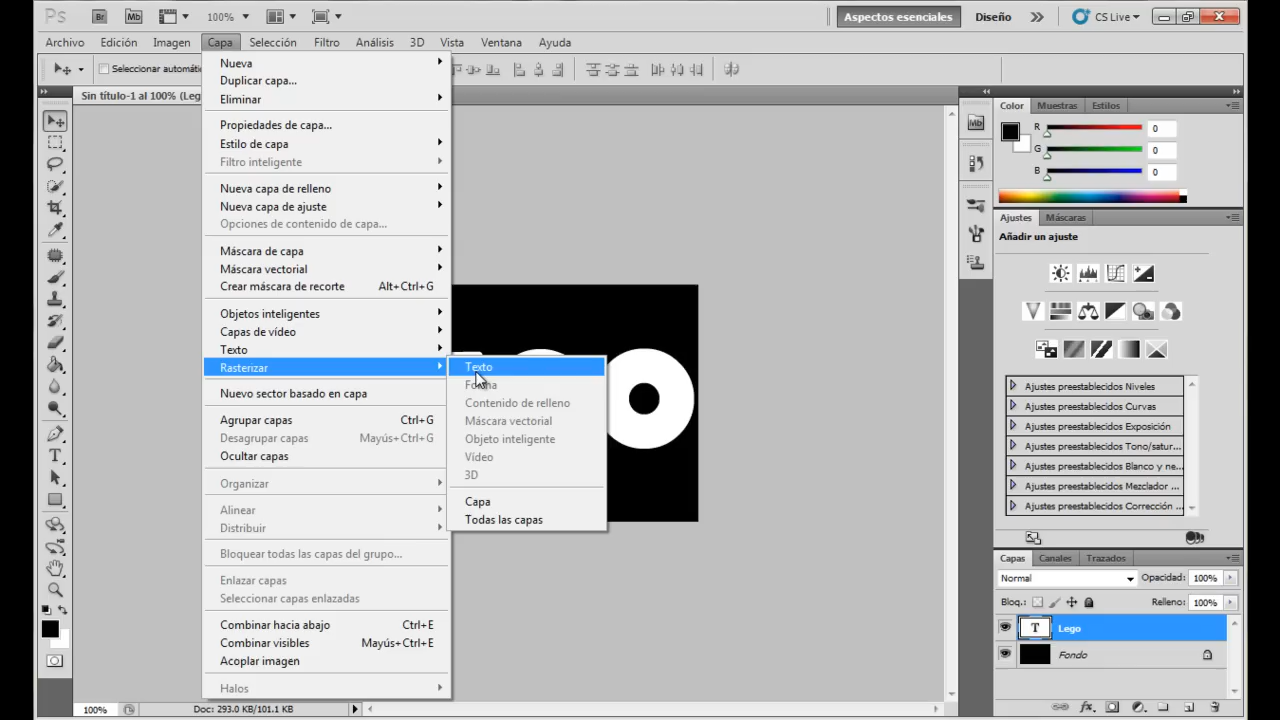 Ps Br Mb 100% Aspectos esenciales Diseño CS Live
Archivo Edición Imagen Capa Selección Filtro Análisis 3D Vista Ventana Ayuda
Seleccionar
Sin título-1 al 100%
Nueva
Duplicar capa...
Eliminar
Propiedades de capa...
Estilo de capa
Filtro inteligente
Nueva capa de relleno
Nueva capa de ajuste
Opciones de contenido de capa...
Máscara de capa
Máscara vectorial
Crear máscara de recorte Alt+Ctrl+G
Objetos inteligentes
Capas de vídeo
Texto
Rasterizar
Nuevo sector basado en capa
Agrupar capas Ctrl+G
Desagrupar capas Mayús+Ctrl+G
Ocultar capas
Organizar
Alinear
Distribuir
Bloquear todas las capas del grupo...
Enlazar capas
Seleccionar capas enlazadas
Combinar hacia abajo Ctrl+E
Combinar visibles Mayús+Ctrl+E
Acoplar imagen
Halos
Texto
Contenido de relleno
Máscara vectorial
Objeto inteligente
Vídeo
3D
Capa
Todas las capas
Mb
Color Muestras Estilos
R 0
G 0
B 0
Ajustes Máscaras
Añadir un ajuste
Ajustes preestablecidos Niveles
Ajustes preestablecidos Curvas
Ajustes preestablecidos Exposición
Ajustes preestablecidos Tono/satur...
Ajustes preestablecidos Blanco y ne...
Ajustes preestablecidos Mezclador ...
Ajustes preestablecidos Corrección ...
Capas Canales Trazados
Normal Opacidad: 100%
Bloq.: Relleno: 100%
T Lego
Fondo
100% Doc: 293.0 KB/101.1 KB